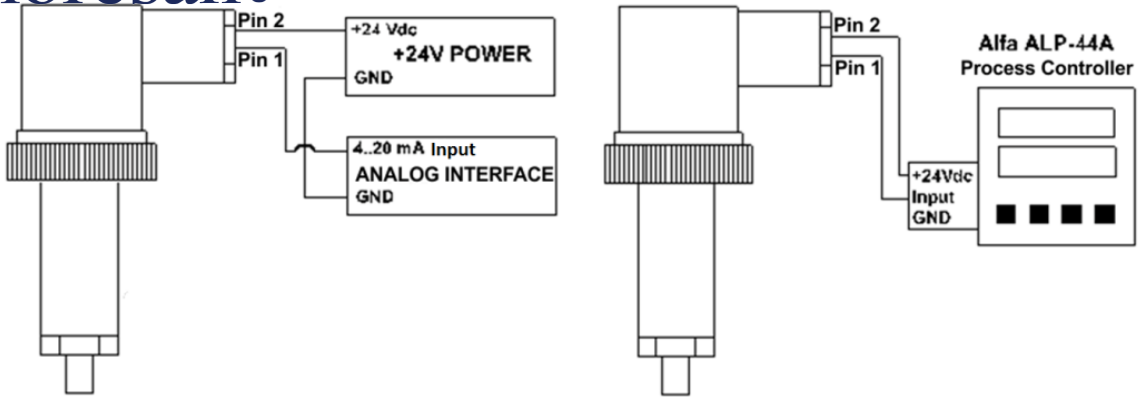 Pin 2
Pin 1
+24 Vdc
+24V POWER
GND
4..20 mA Input
ANALOG INTERFACE
GND
Pin 2
Pin 1
Alfa ALP-44A
Process Controller
+24Vdc
Input
GND